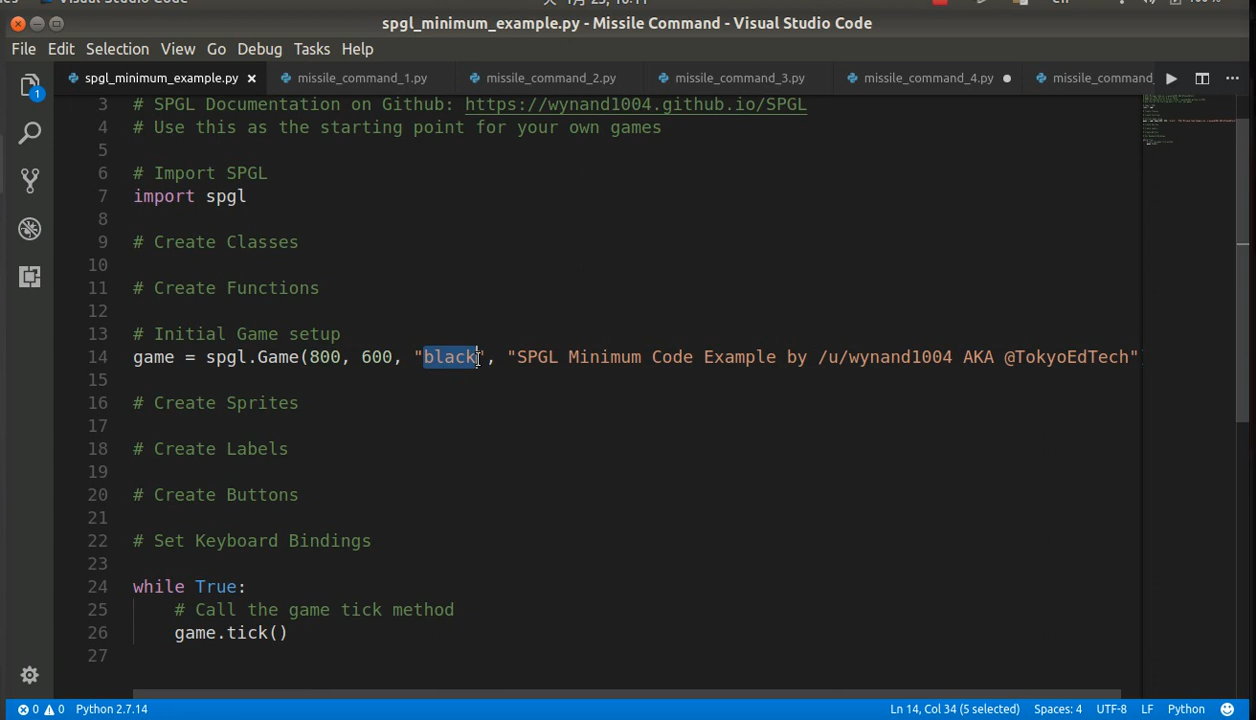 spgl_minimum_example.py - Missile Command - Visual Studio Code
File Edit Selection View Go Debug Tasks Help
spgl_minimum_example.py missile_command_1.py missile_command_2.py missile_command_3.py missile_command_4.py missile_command_
1
3 # SPGL Documentation on Github: https://wynand1004.github.io/SPGL
4 # Use this as the starting point for your own games
5
6 # Import SPGL
7 import spgl
8
9 # Create Classes
10
11 # Create Functions
12
13 # Initial Game setup
14 game = spgl.Game(800, 600, "black", "SPGL Minimum Code Example by /u/wynand1004 AKA @TokyoEdTech"
15
16 # Create Sprites
17
18 # Create Labels
19
20 # Create Buttons
21
22 # Set Keyboard Bindings
23
24 while True:
25 # Call the game tick method
26 game.tick()
27
0 0 Python 2.7.14 Ln 14, Col 34 (5 selected) Spaces: 4 UTF-8 LF Python